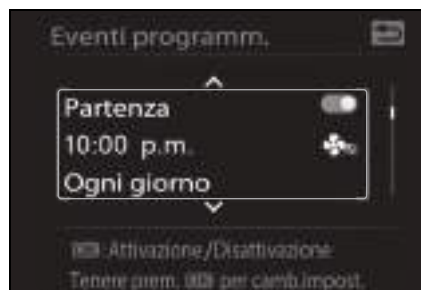 Eventi programm.
Partenza
10:00 p.m.
Ogni giorno
Attivazione/Disattivazione
Tenere prem. per camb.impost.